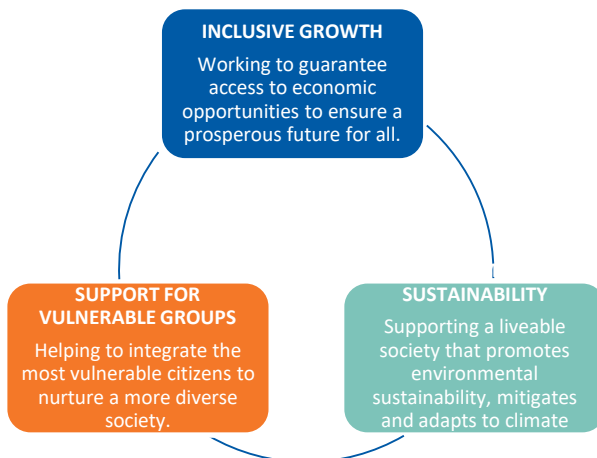 INCLUSIVE GROWTH
Working to guarantee
access to economic
opportunities to ensure a
prosperous future for all.
SUPPORT FOR
VULNERABLE GROUPS
Helping to integrate the
most vulnerable citizens to
nurture a more diverse
society.
SUSTAINABILITY
Supporting a liveable
society that promotes
environmental
sustainability, mitigates
and adapts to climate